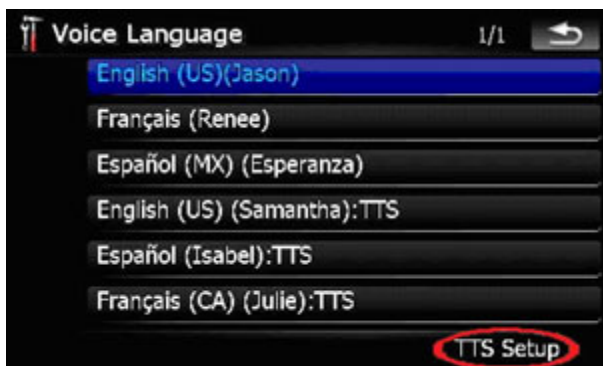 Voice Language 1/1
English (US)(Jason)
Français (Renee)
Español (MX) (Esperanza)
English (US) (Samantha):TTS
Español (Isabel):TTS
Français (CA) (Julie):TTS
TTS Setup